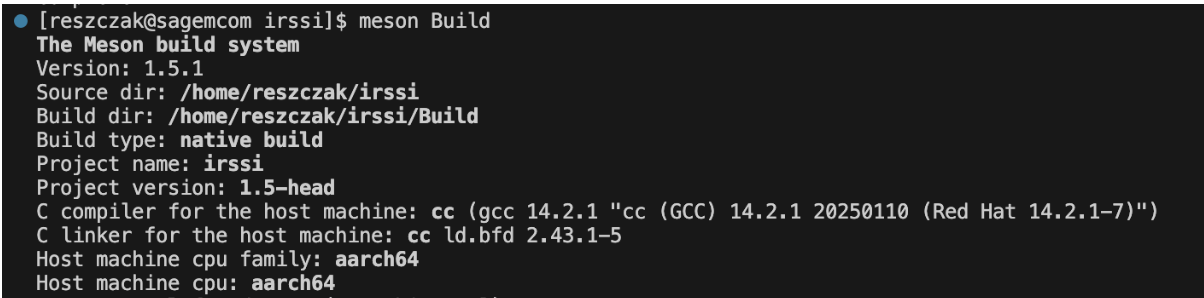 [reszczak@sagemcom irssi]$ meson Build
The Meson build system
Version: 1.5.1
Source dir: /home/reszczak/irssi
Build dir: /home/reszczak/irssi/Build
Build type: native build
Project name: irssi
Project version: 1.5-head
C compiler for the host machine: cc (gcc 14.2.1 "cc (GCC) 14.2.1 20250110 (Red Hat 14.2.1-7)")
C linker for the host machine: cc ld.bfd 2.43.1-5
Host machine cpu family: aarch64
Host machine cpu: aarch64